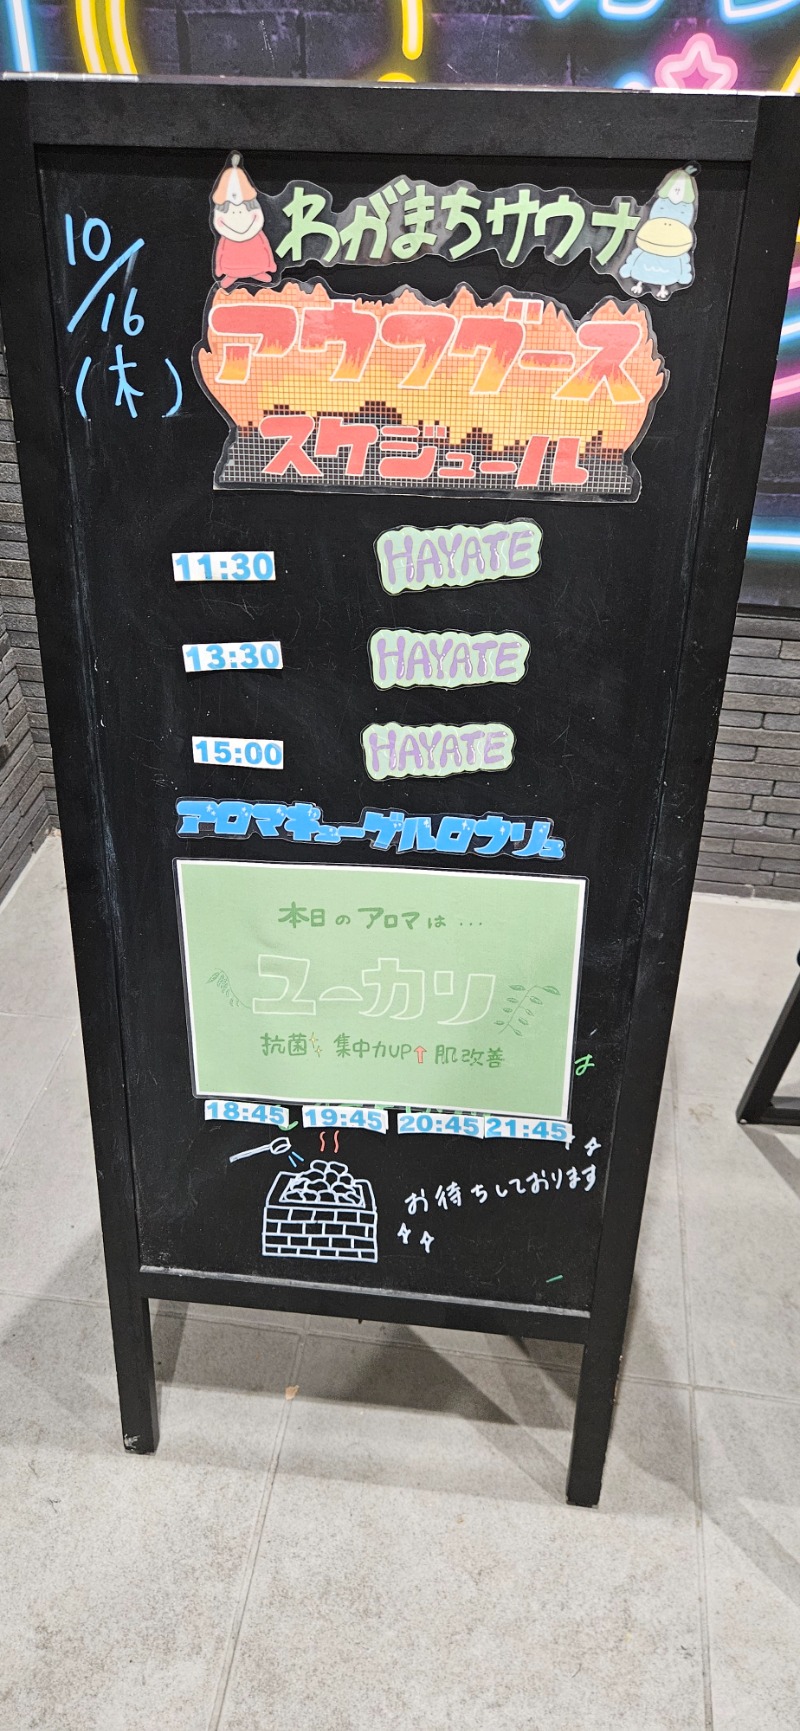 10/16
(木)
わがまちサウナ
アウフグース
スケジュール
11:30 HAYATE
13:30 HAYATE
15:00 HAYATE
アロマキューゲルロウリュ
本日のアロマは...
ユーカリ
抗菌 集中力UP↑ 肌改善
は
18:45 19:45 20:45 21:45
お待ちしております